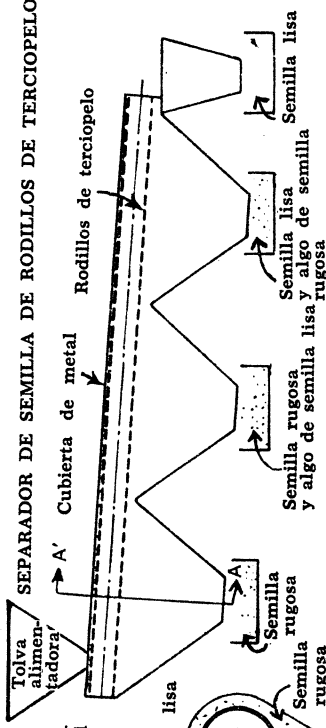 SEPARADOR DE SEMILLA DE RODILLOS DE TERCIOPELO
Tolva
alimen-
tadora
A'
Cubierta de metal
Rodillos de terciopelo
A
Semilla
rugosa
Semilla rugosa
y algo de semilla lisa
Semilla lisa
y algo de semilla
rugosa
Semilla lisa
lisa
Semilla
rugosa